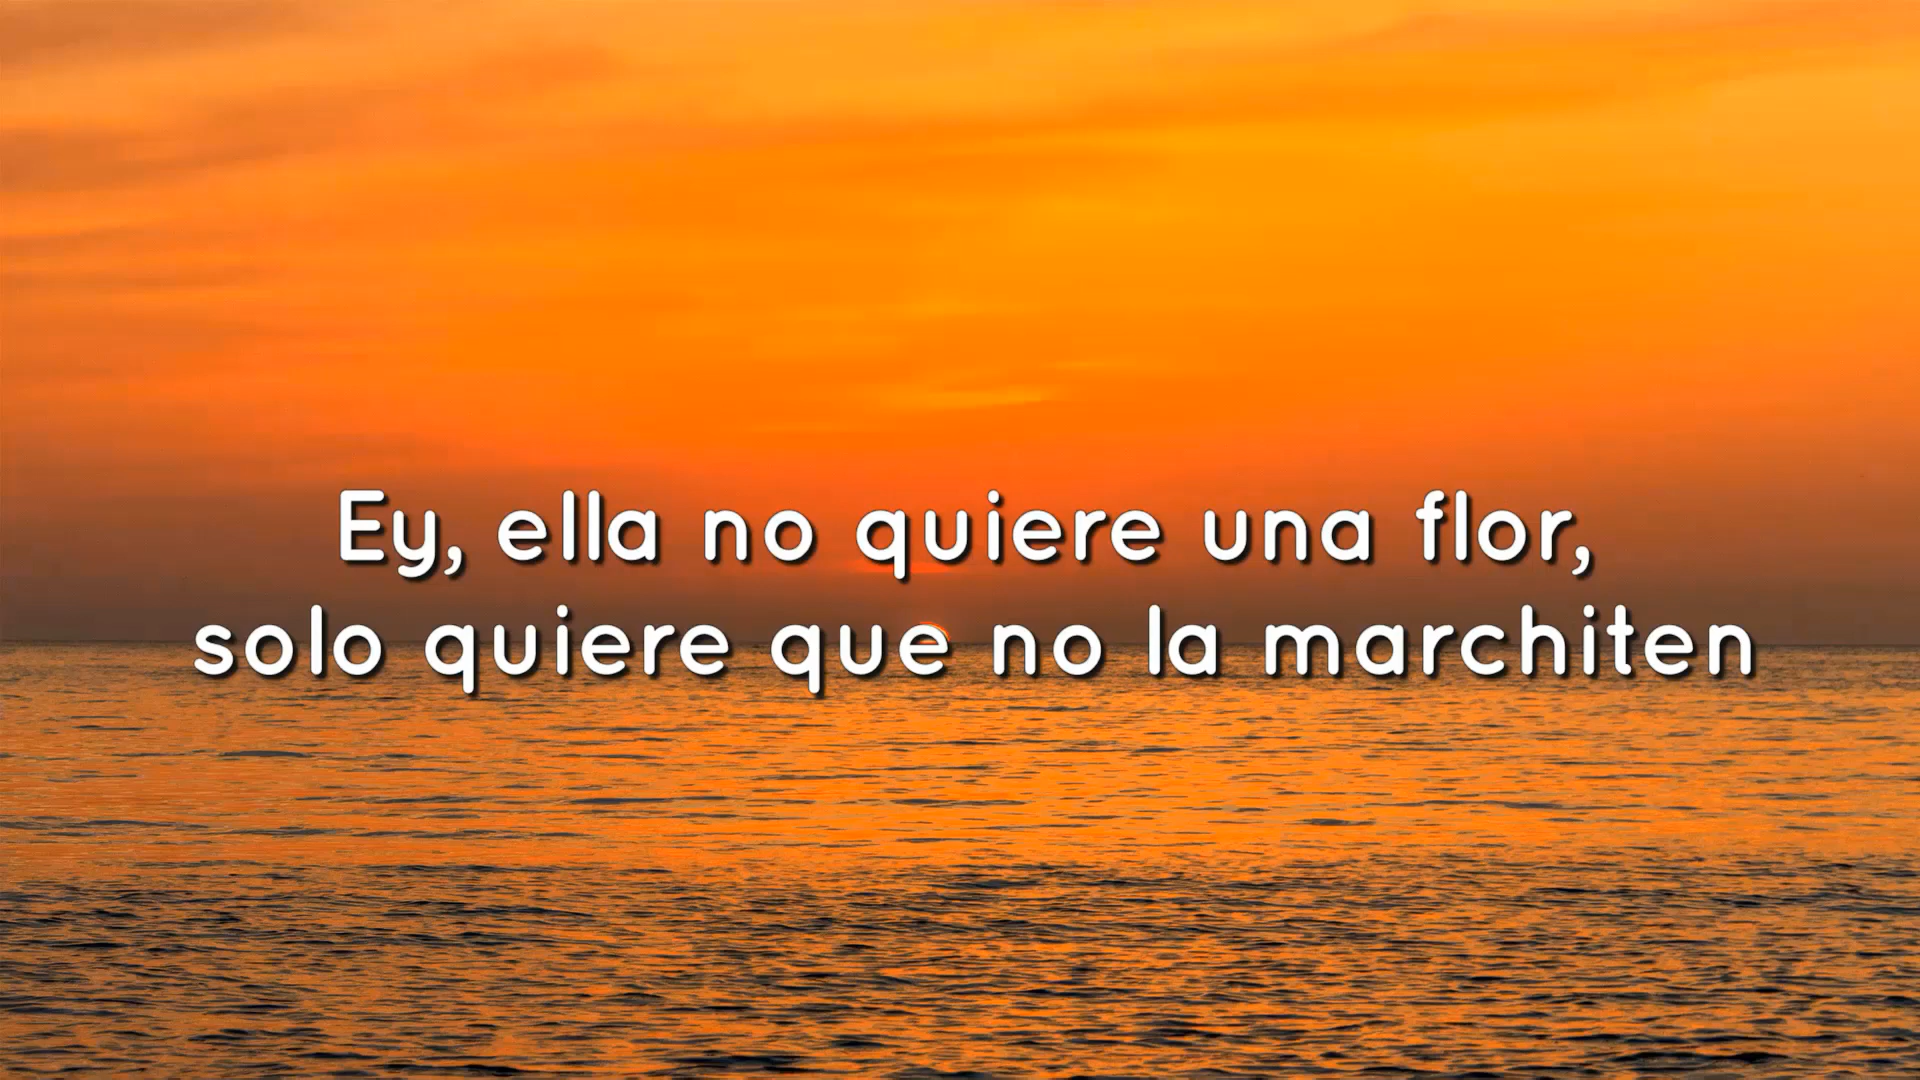 Ey, ella no quiere una flor,
solo quiere que no la marchiten